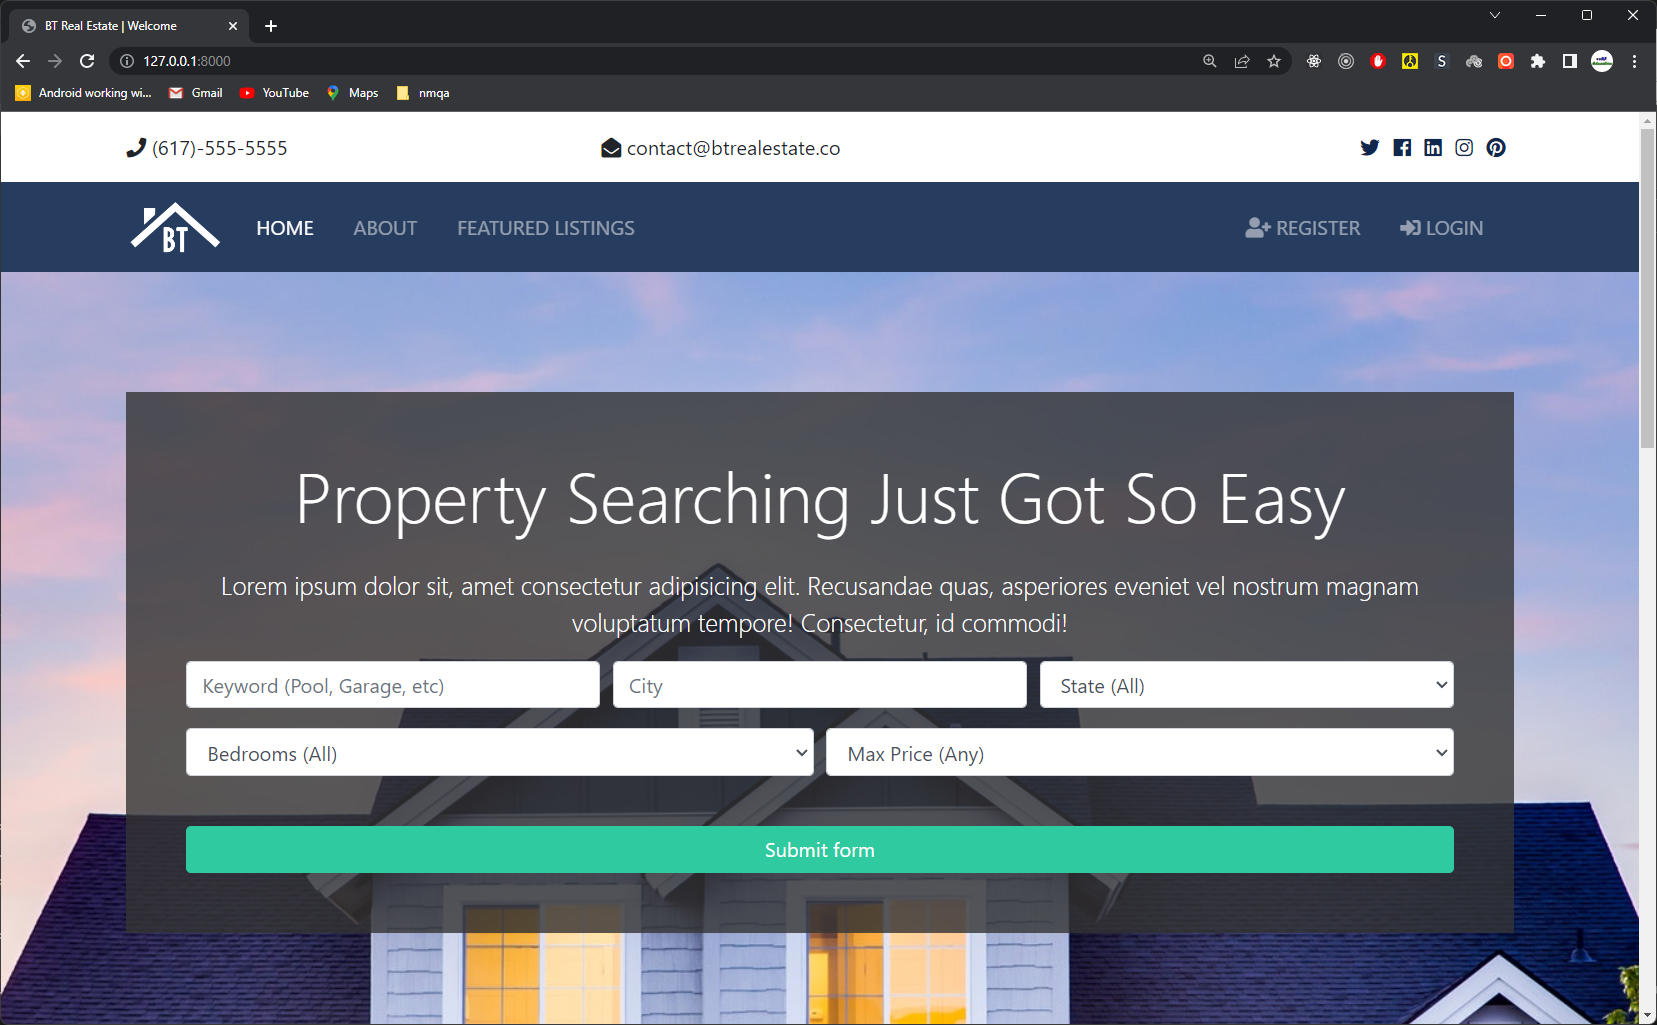 BT Real Estate | Welcome
127.0.0.1:8000
Android working wi...
Gmail
YouTube
Maps
nmqa
(617)-555-5555
contact@btrealestate.co
BT
HOME
ABOUT
FEATURED LISTINGS
REGISTER
LOGIN
Property Searching Just Got So Easy
Lorem ipsum dolor sit, amet consectetur adipisicing elit. Recusandae quas, asperiores eveniet vel nostrum magnam
voluptatum tempore! Consectetur, id commodi!
Keyword (Pool, Garage, etc)
City
State (All)
Bedrooms (All)
Max Price (Any)
Submit form